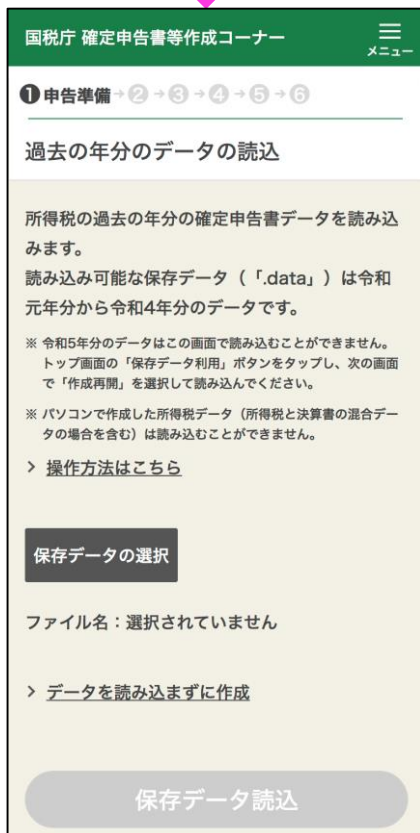 国税庁 確定申告書等作成コーナー
メニュー
❶申告準備→②→③→④→⑤→⑥
過去の年分のデータの読込
所得税の過去の年分の確定申告書データを読み込
みます。
読み込み可能な保存データ（「.data」）は令和
元年分から令和4年分のデータです。
※ 令和5年分のデータはこの画面で読み込むことができません。
トップ画面の「保存データ利用」ボタンをタップし、次の画面
で「作成再開」を選択して読み込んでください。
※ パソコンで作成した所得税データ（所得税と決算書の混合デー
タの場合を含む）は読み込むことができません。
> 操作方法はこちら
保存データの選択
ファイル名：選択されていません
> データを読み込まずに作成
保存データ読込